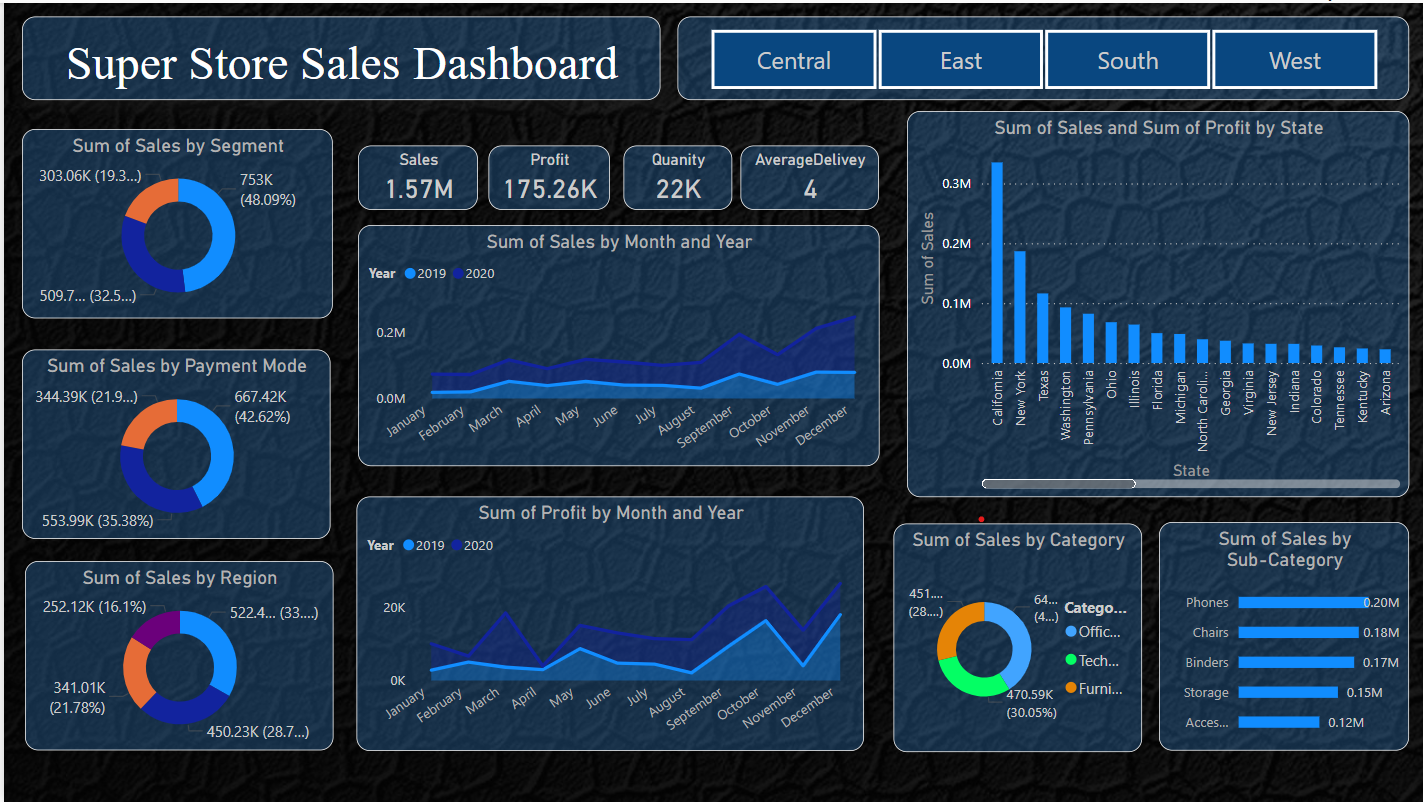 Super Store Sales Dashboard
Central
East
South
West
Sum of Sales by Segment
303.06K (19.3...)
753K
(48.09%)
509.7... (32.5...)
Sum of Sales by Payment Mode
344.39K (21.9...)
667.42K
(42.62%)
553.99K (35.38%)
Sum of Sales by Region
252.12K (16.1%)
522.4... (33....)
341.01K
(21.78%)
450.23K (28.7...)
Sales
1.57M
Profit
175.26K
Quanity
22K
AverageDelivey
4
Sum of Sales by Month and Year
Year 2019 2020
0.2M
0.0M
January
February
March
April
May
June
July
August
September
October
November
December
Sum of Profit by Month and Year
Year 2019 2020
20K
0K
January
February
March
April
May
June
July
August
September
October
November
December
Sum of Sales and Sum of Profit by State
Sum of Sales
0.3M
0.2M
0.1M
0.0M
California
New York
Texas
Washington
Pennsylvania
Ohio
Illinois
Florida
Michigan
North Caroli...
Georgia
Virginia
New Jersey
Indiana
Colorado
Tennessee
Kentucky
Arizona
State
Sum of Sales by Category
451....
(28....)
64...
(4...)
470.59K
(30.05%)
Catego...
Offic...
Tech...
Furni...
Sum of Sales by
Sub-Category
Phones 0.20M
Chairs 0.18M
Binders 0.17M
Storage 0.15M
Acces... 0.12M